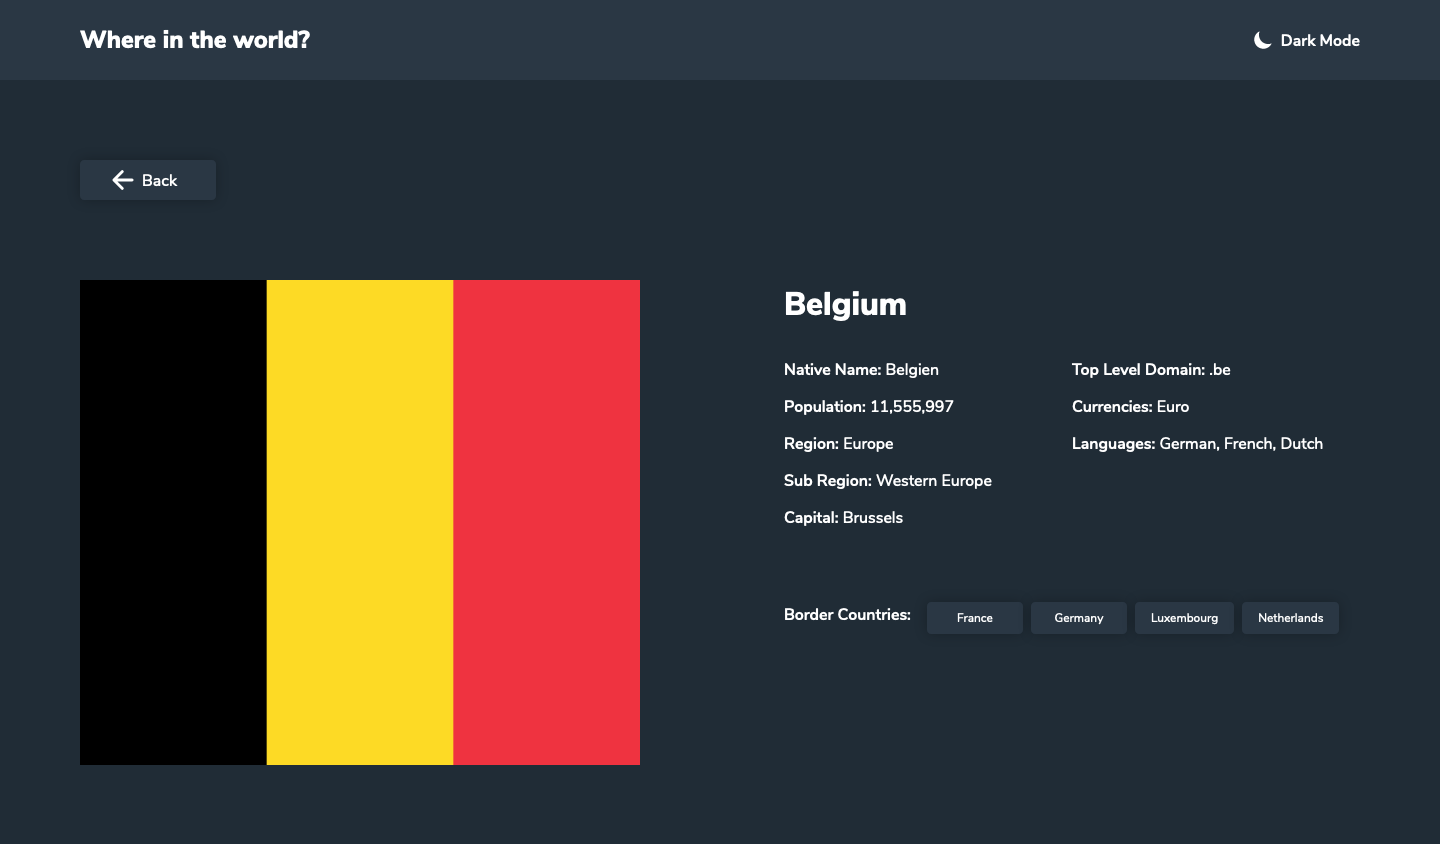 Where in the world?
Dark Mode
Back
Belgium
Native Name: Belgien
Population: 11,555,997
Region: Europe
Sub Region: Western Europe
Capital: Brussels
Top Level Domain: .be
Currencies: Euro
Languages: German, French, Dutch
Border Countries:
France
Germany
Luxembourg
Netherlands